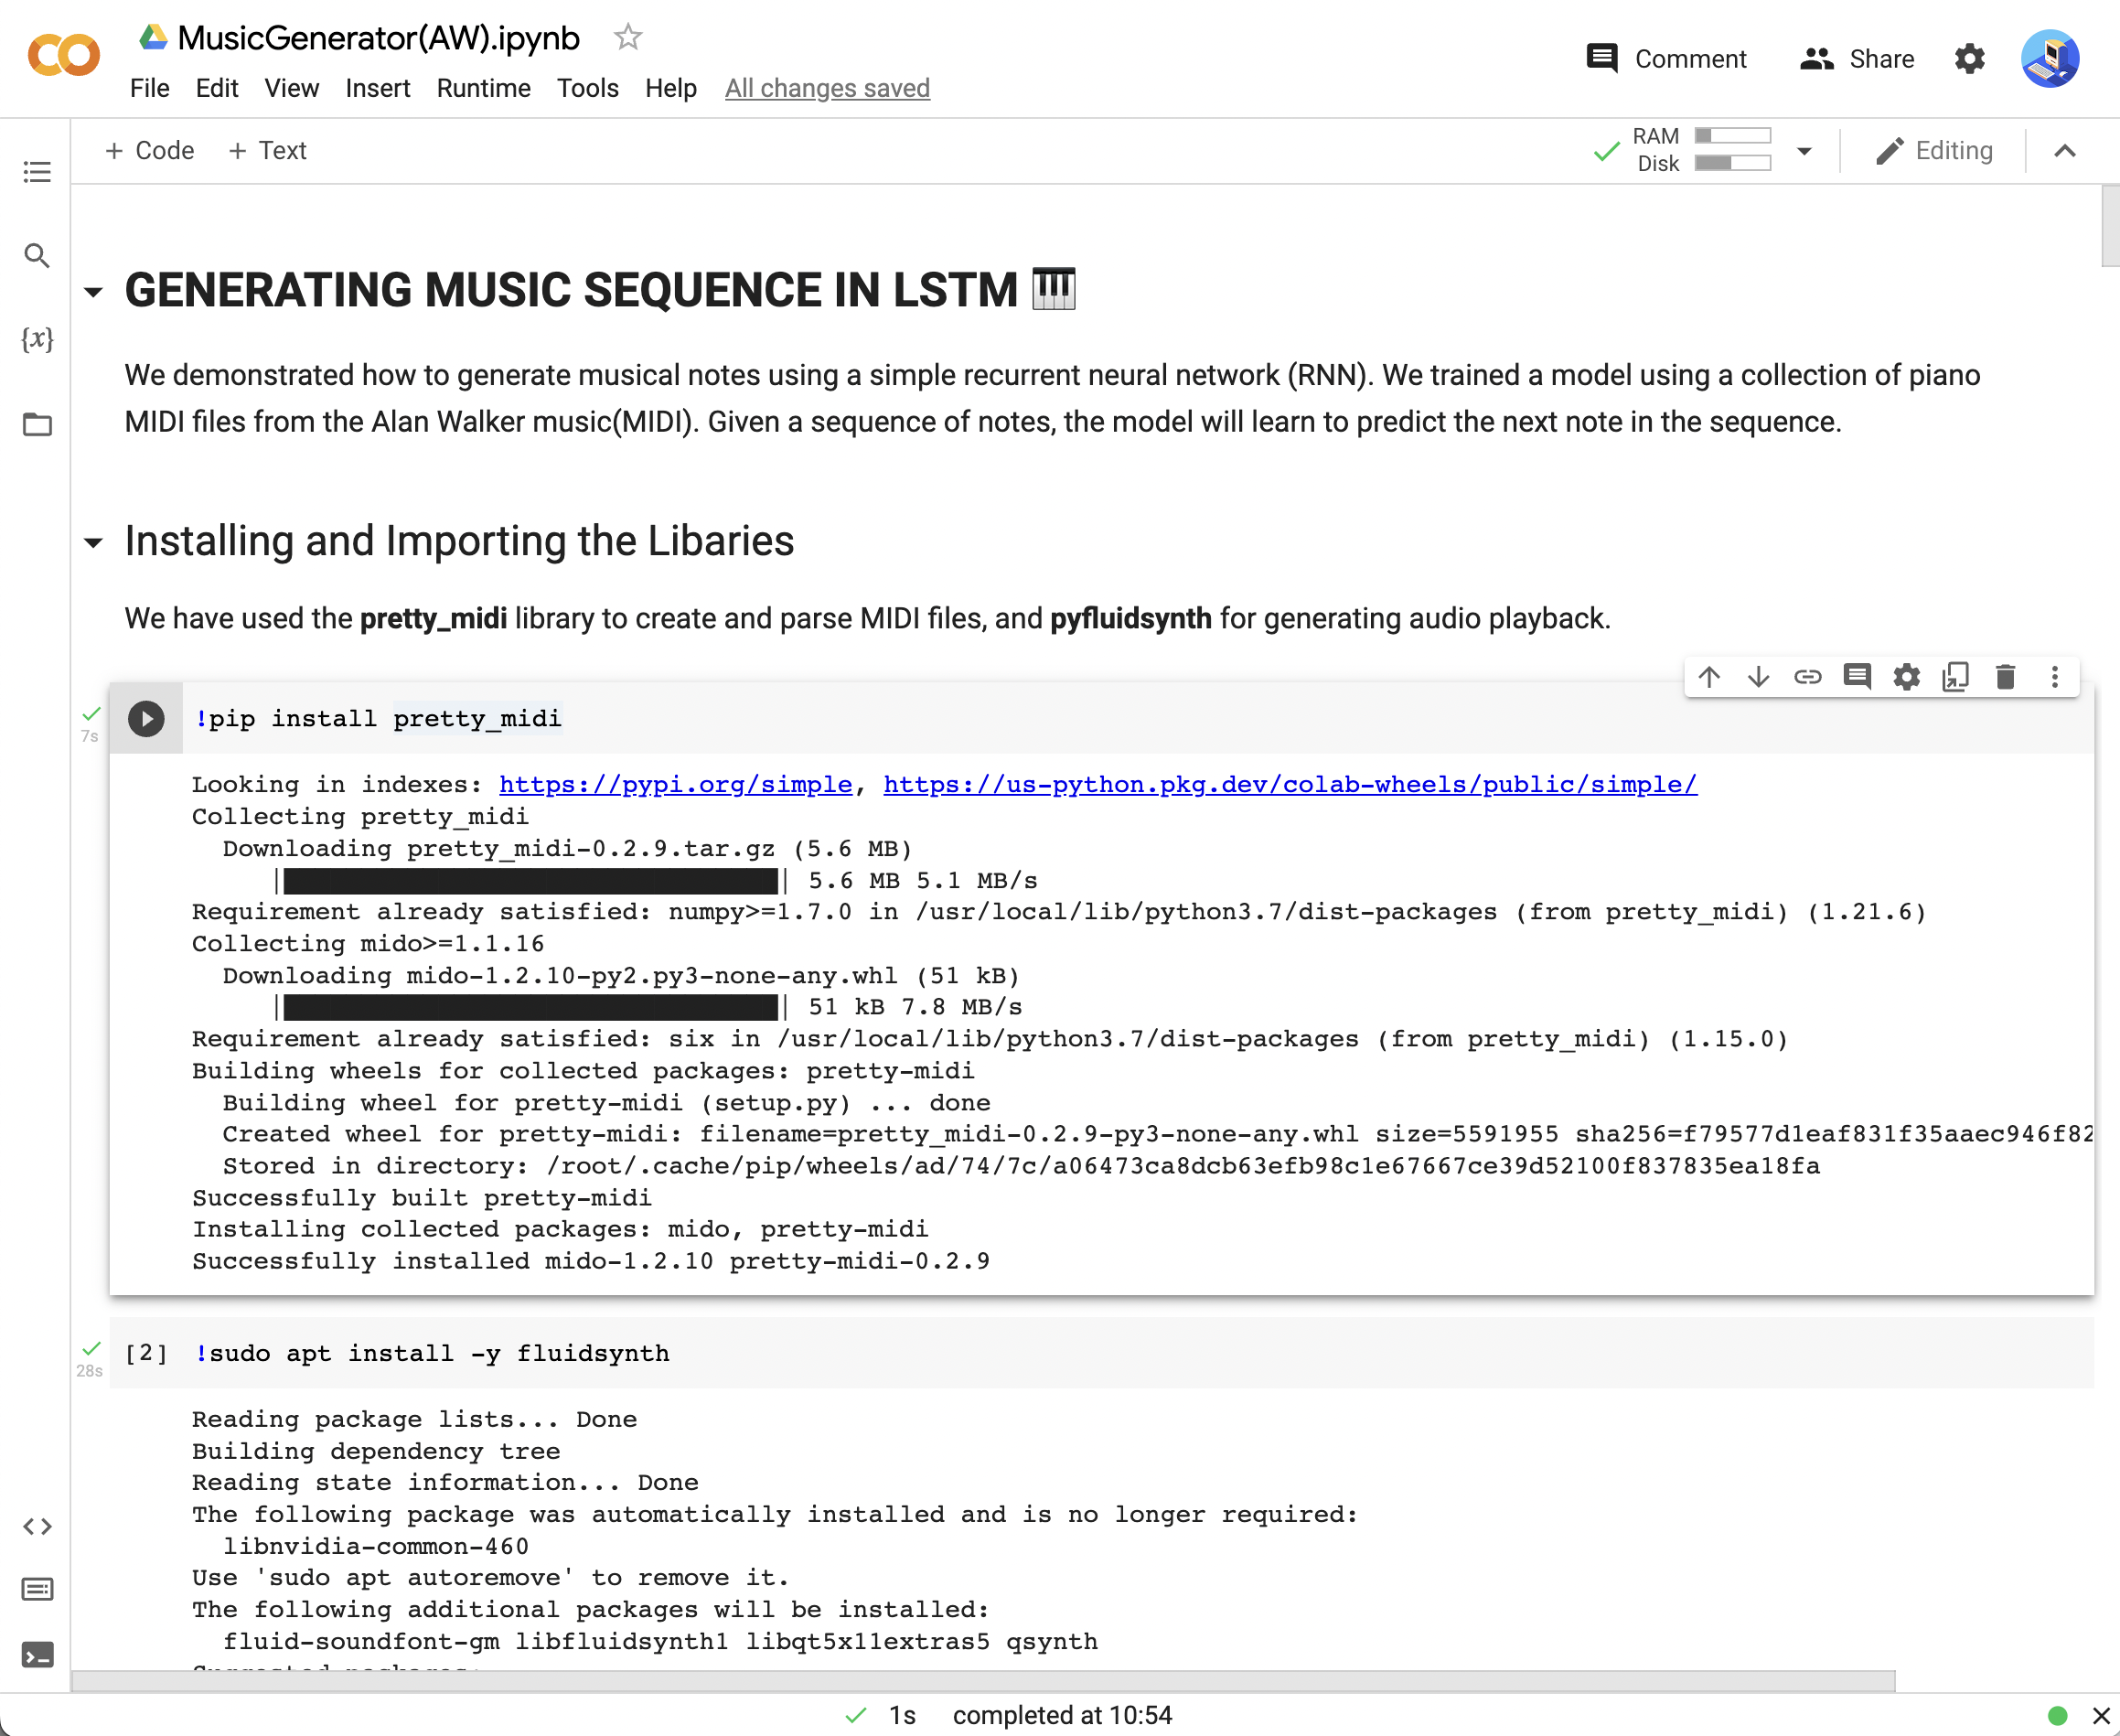 MusicGenerator(AW).ipynb
File Edit View Insert Runtime Tools Help All changes saved
Comment Share
+ Code + Text
RAM
Disk
Editing
GENERATING MUSIC SEQUENCE IN LSTM 🎹
We demonstrated how to generate musical notes using a simple recurrent neural network (RNN). We trained a model using a collection of piano
MIDI files from the Alan Walker music(MIDI). Given a sequence of notes, the model will learn to predict the next note in the sequence.
Installing and Importing the Libaries
We have used the pretty_midi library to create and parse MIDI files, and pyfluidsynth for generating audio playback.
7s
!pip install pretty_midi
Looking in indexes: https://pypi.org/simple, https://us-python.pkg.dev/colab-wheels/public/simple/
Collecting pretty_midi
Downloading pretty_midi-0.2.9.tar.gz (5.6 MB)
5.6 MB 5.1 MB/s
Requirement already satisfied: numpy>=1.7.0 in /usr/local/lib/python3.7/dist-packages (from pretty_midi) (1.21.6)
Collecting mido>=1.1.16
Downloading mido-1.2.10-py2.py3-none-any.whl (51 kB)
51 kB 7.8 MB/s
Requirement already satisfied: six in /usr/local/lib/python3.7/dist-packages (from pretty_midi) (1.15.0)
Building wheels for collected packages: pretty-midi
Building wheel for pretty-midi (setup.py) ... done
Created wheel for pretty-midi: filename=pretty_midi-0.2.9-py3-none-any.whl size=5591955 sha256=f79577d1eaf831f35aaec946f82
Stored in directory: /root/.cache/pip/wheels/ad/74/7c/a06473ca8dcb63efb98c1e67667ce39d52100f837835ea18fa
Successfully built pretty-midi
Installing collected packages: mido, pretty-midi
Successfully installed mido-1.2.10 pretty-midi-0.2.9
28s
[2] !sudo apt install -y fluidsynth
Reading package lists... Done
Building dependency tree
Reading state information... Done
The following package was automatically installed and is no longer required:
libnvidia-common-460
Use 'sudo apt autoremove' to remove it.
The following additional packages will be installed:
fluid-soundfont-gm libfluidsynth1 libqt5x11extras5 qsynth
1s completed at 10:54